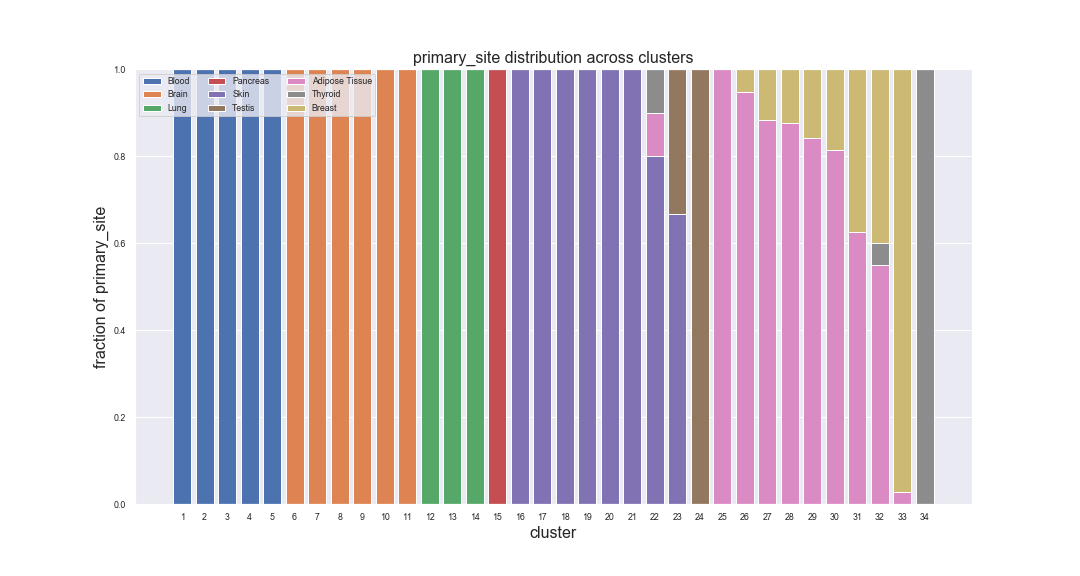 primary_site distribution across clusters
1.0
0.8
0.6
0.4
0.2
0.0
fraction of primary_site
Blood Pancreas Adipose Tissue
Brain Skin Thyroid
Lung Testis Breast
1 2 3 4 5 6 7 8 9 10 11 12 13 14 15 16 17 18 19 20 21 22 23 24 25 26 27 28 29 30 31 32 33 34
cluster